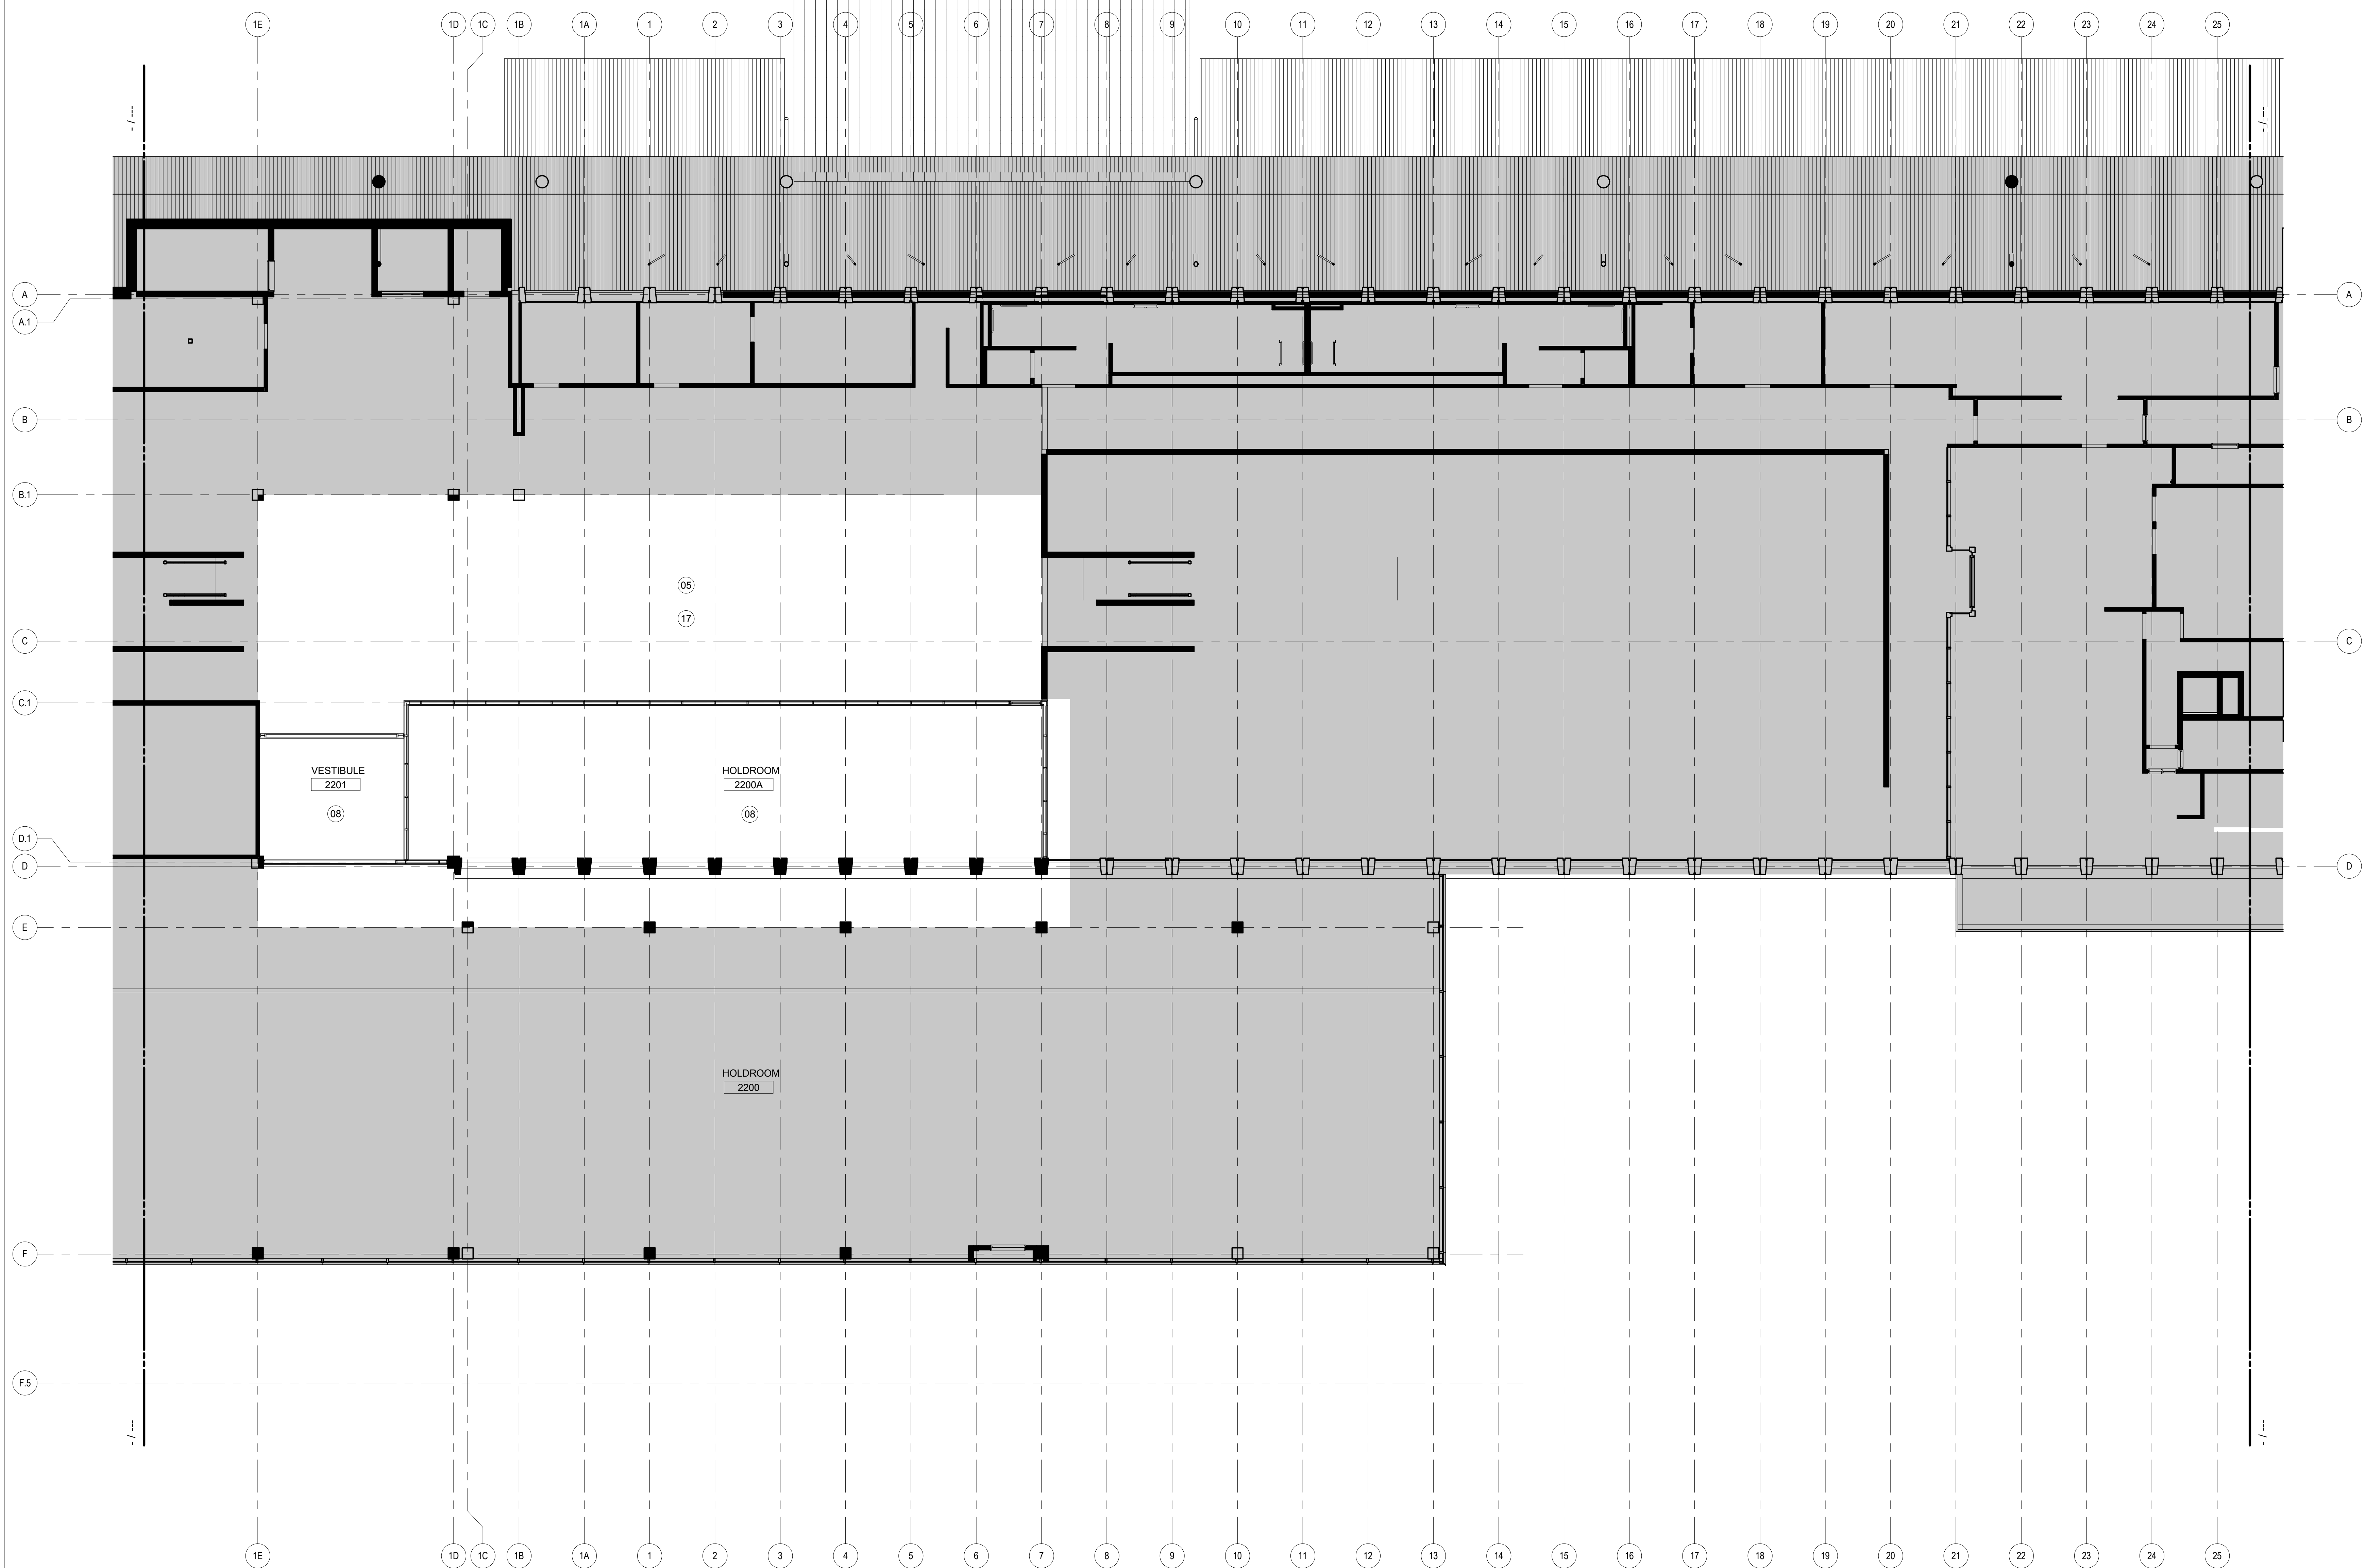 1E 1D 1C 1B 1A 1 2 3 4 5 6 7 8 9 10 11 12 13 14 15 16 17 18 19 20 21 22 23 24 25
- / --- - / ---
A A
A.1
B B
B.1
05
17
C C
C.1
VESTIBULE HOLDROOM
2201 2200A
08 08
D.1
D D
E
HOLDROOM
2200
F
F.5
- / --- - / ---
1E 1D 1C 1B 1A 1 2 3 4 5 6 7 8 9 10 11 12 13 14 15 16 17 18 19 20 21 22 23 24 25